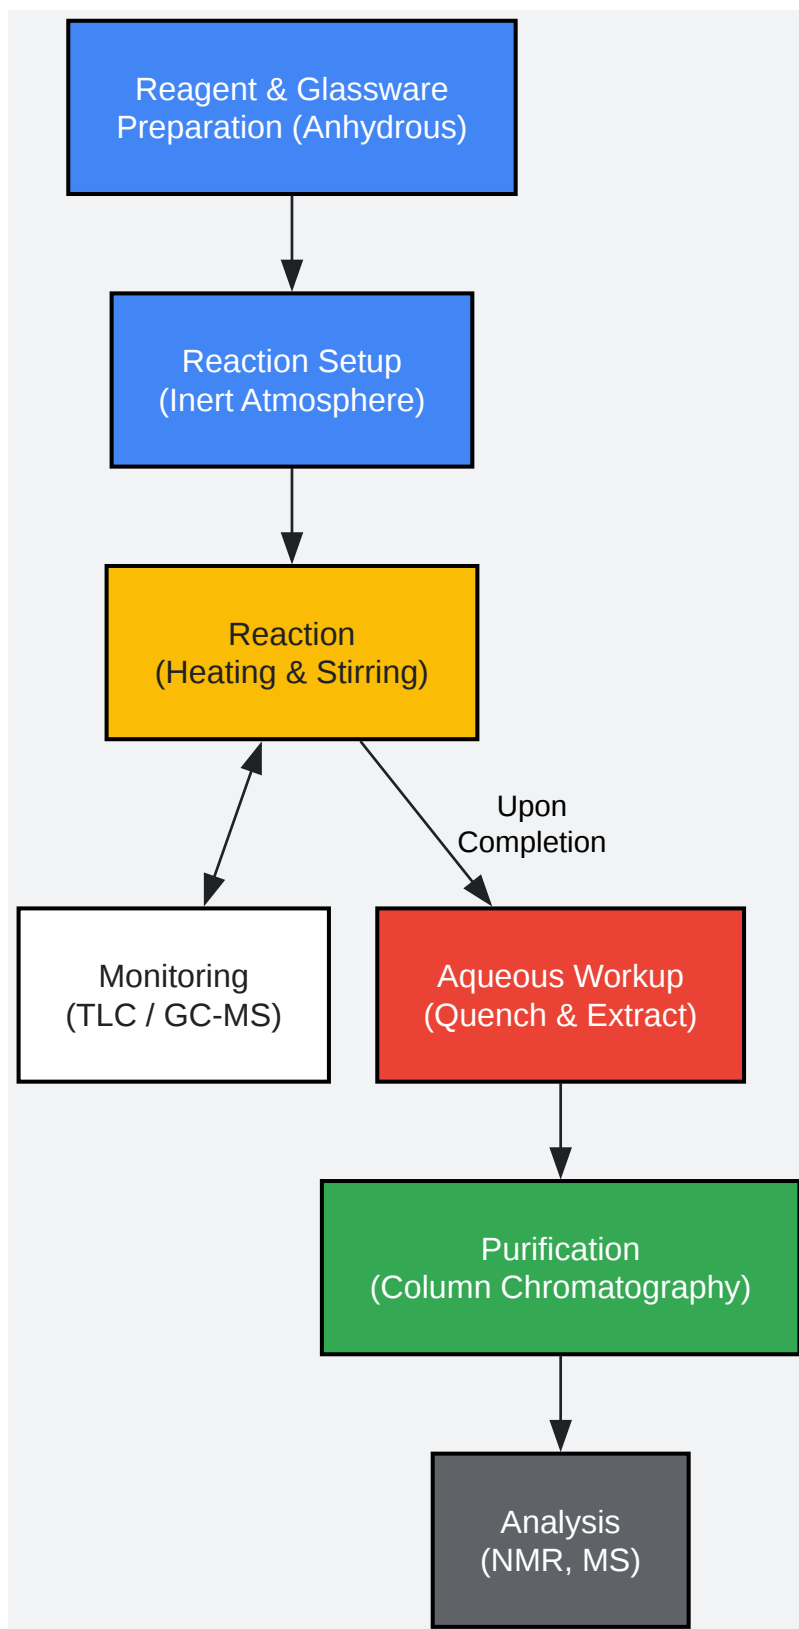 Reagent & Glassware
Preparation (Anhydrous)
Reaction Setup
(Inert Atmosphere)
Reaction
(Heating & Stirring)
Upon
Completion
Monitoring
(TLC / GC-MS)
Aqueous Workup
(Quench & Extract)
Purification
(Column Chromatography)
Analysis
(NMR, MS)